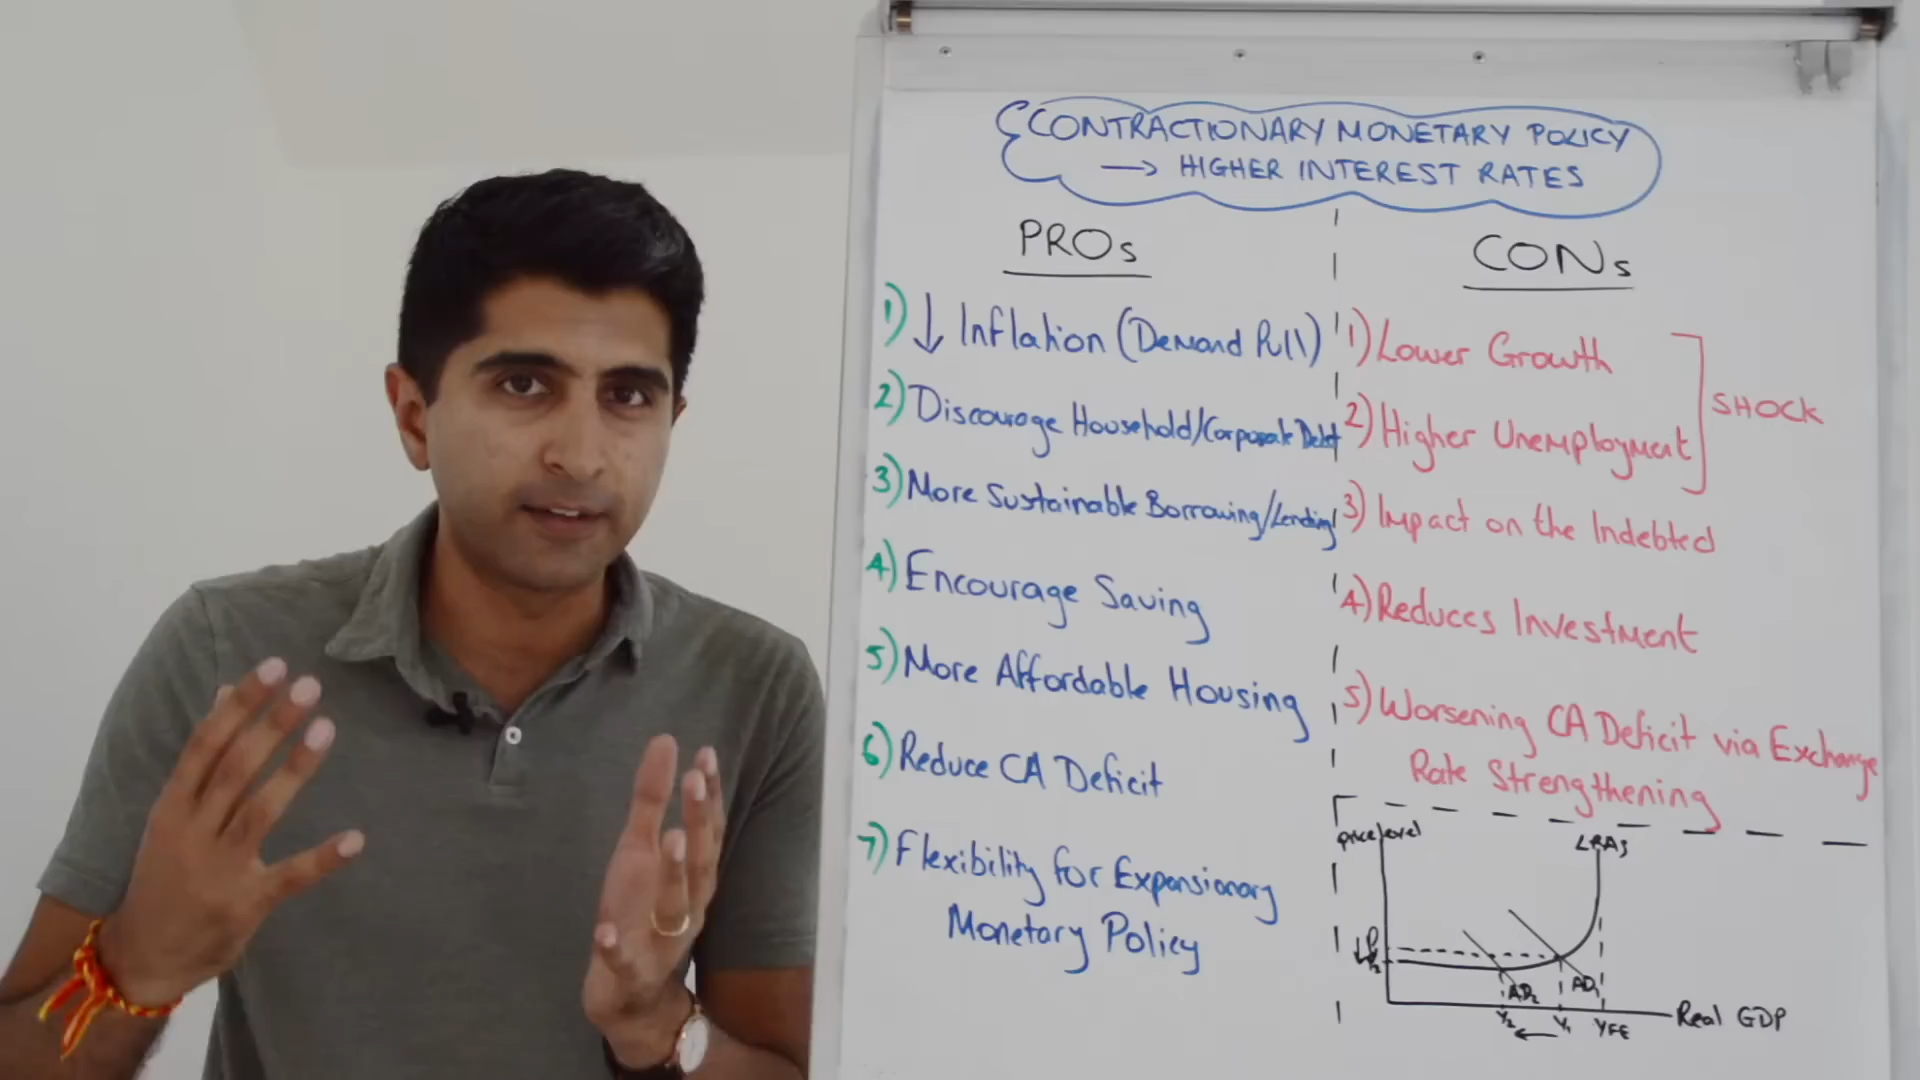 CONTRACTIONARY MONETARY POLICY
→ HIGHER INTEREST RATES
PROs
1) ↓ Inflation (Demand Pull)
2) Discourage Household/Corporate Debt
3) More Sustainable Borrowing/Lending
4) Encourage Saving
5) More Affordable Housing
6) Reduce CA Deficit
7) Flexibility for Expansionary
Monetary Policy
CONs
1) Lower Growth
2) Higher Unemployment
SHOCK
3) Impact on the Indebted
4) Reduces Investment
5) Worsening CA Deficit via Exchange
Rate Strengthening
price level
LRAS
AD2
AD1
Y2
Y1
YFE
Real GDP